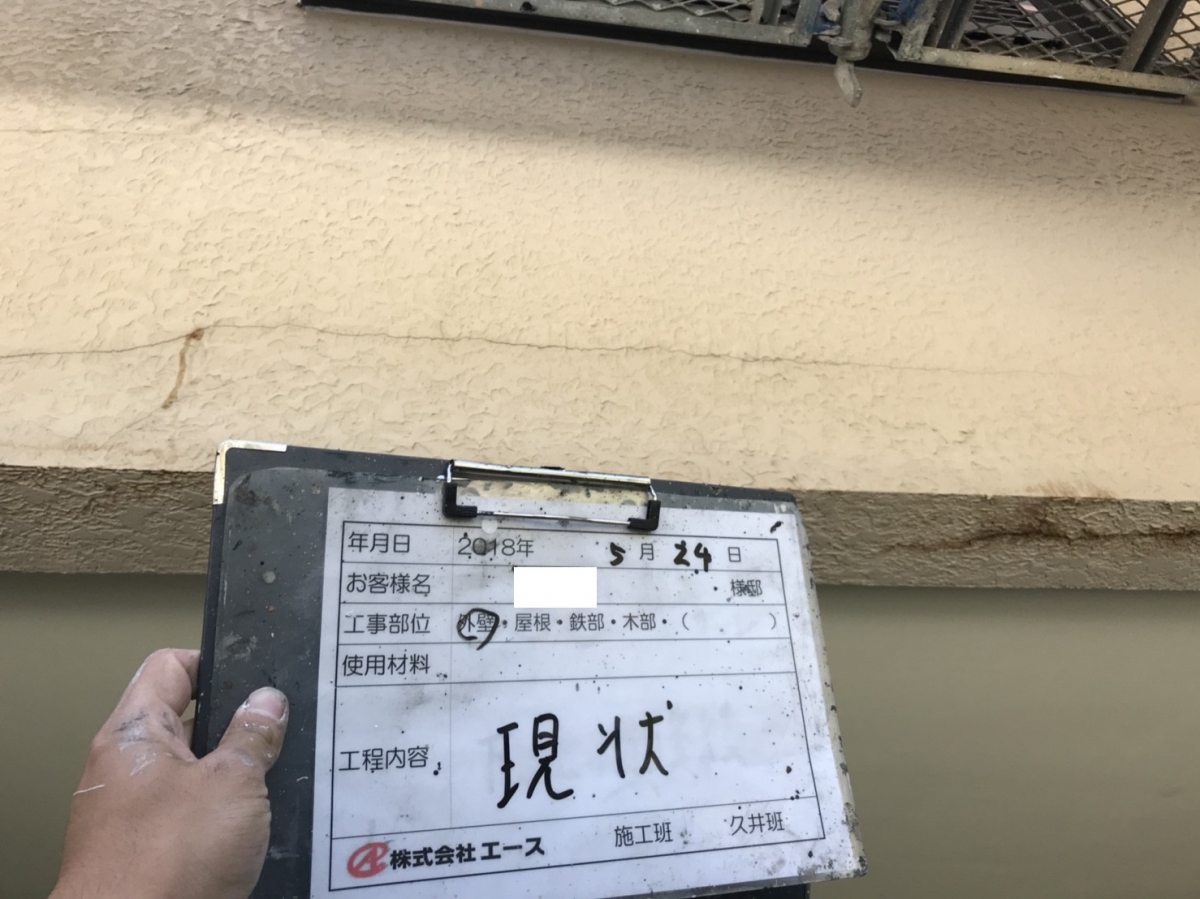 年月日 2018年 5月 24日
お客様名 様邸
工事部位 外壁・屋根・鉄部・木部・（ ）
使用材料
工程内容 現状
株式会社エース 施工班 久井班